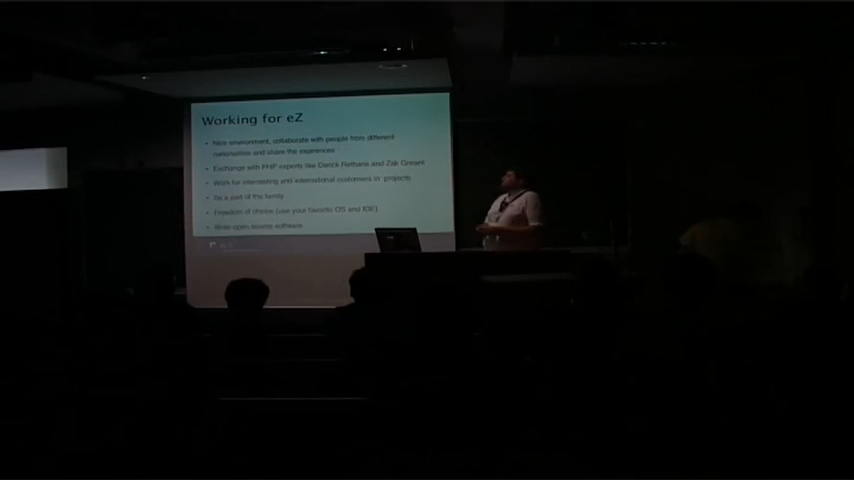 Working for eZ
• Nice environment, collaborate with people from different
nationalities and share the experiences
• Exchange with PHP experts like Derick Rethans and Zak Greant
• Work for interesting and international customers in projects
• Be a part of the family
• Freedom of choice (use your favorite OS and IDE)
• Write open source software